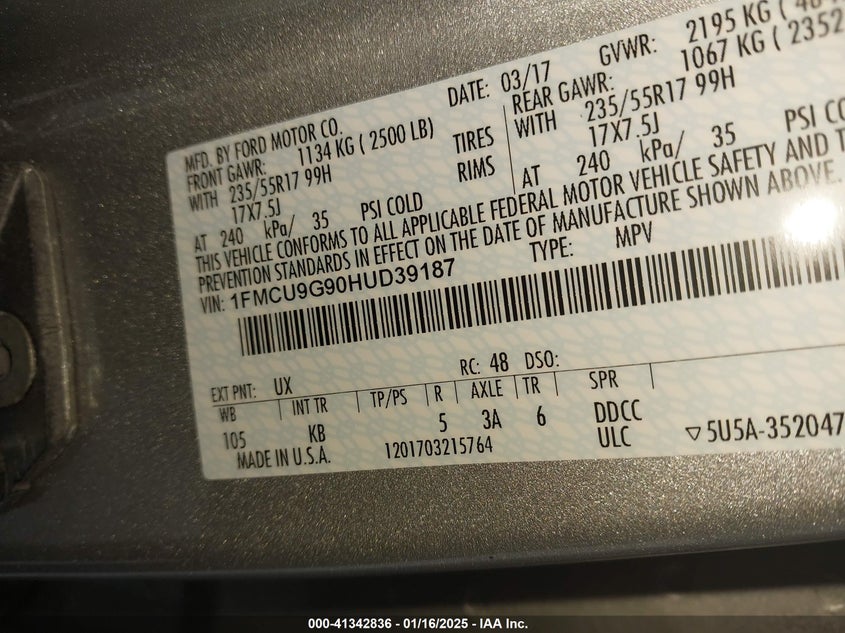 MFD. BY FORD MOTOR CO.
DATE: 03/17
GVWR: 2195 KG
FRONT GAWR: 1134 KG ( 2500 LB)
REAR GAWR: 1067 KG ( 2352
WITH 235/55R17 99H TIRES
WITH 235/55R17 99H
17X7.5J RIMS
17X7.5J
AT 240 kPa/ 35 PSI COLD
AT 240 kPa/ 35 PSI CO
THIS VEHICLE CONFORMS TO ALL APPLICABLE FEDERAL MOTOR VEHICLE SAFETY AND T
PREVENTION STANDARDS IN EFFECT ON THE DATE OF MANUFACTURE SHOWN ABOVE.
VIN: 1FMCU9G90HUD39187
TYPE: MPV
EXT PNT: UX RC: 48 DSO:
WB INT TR TP/PS R AXLE TR SPR
105 KB 5 3A 6 DDCC
MADE IN U.S.A. 1201703215764 ULC ▽5U5A-352047
000-41342836 - 01/16/2025 - IAA Inc.